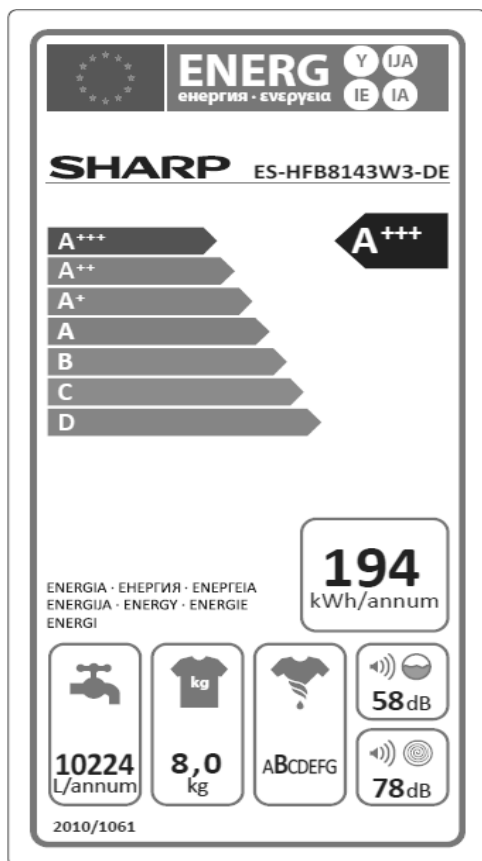 ENERG
енергия · ενεργεια
Y IJA
IE IA
SHARP ES-HFB8143W3-DE
A+++
A+++
A++
A+
A
B
C
D
194
kWh/annum
ENERGIA · ЕНЕРГИЯ · ΕΝΕΡΓΕΙΑ
ENERGIJA · ENERGY · ENERGIE
ENERGI
10224
L/annum
kg
8,0
kg
ABCDEFG
58dB
78dB
2010/1061